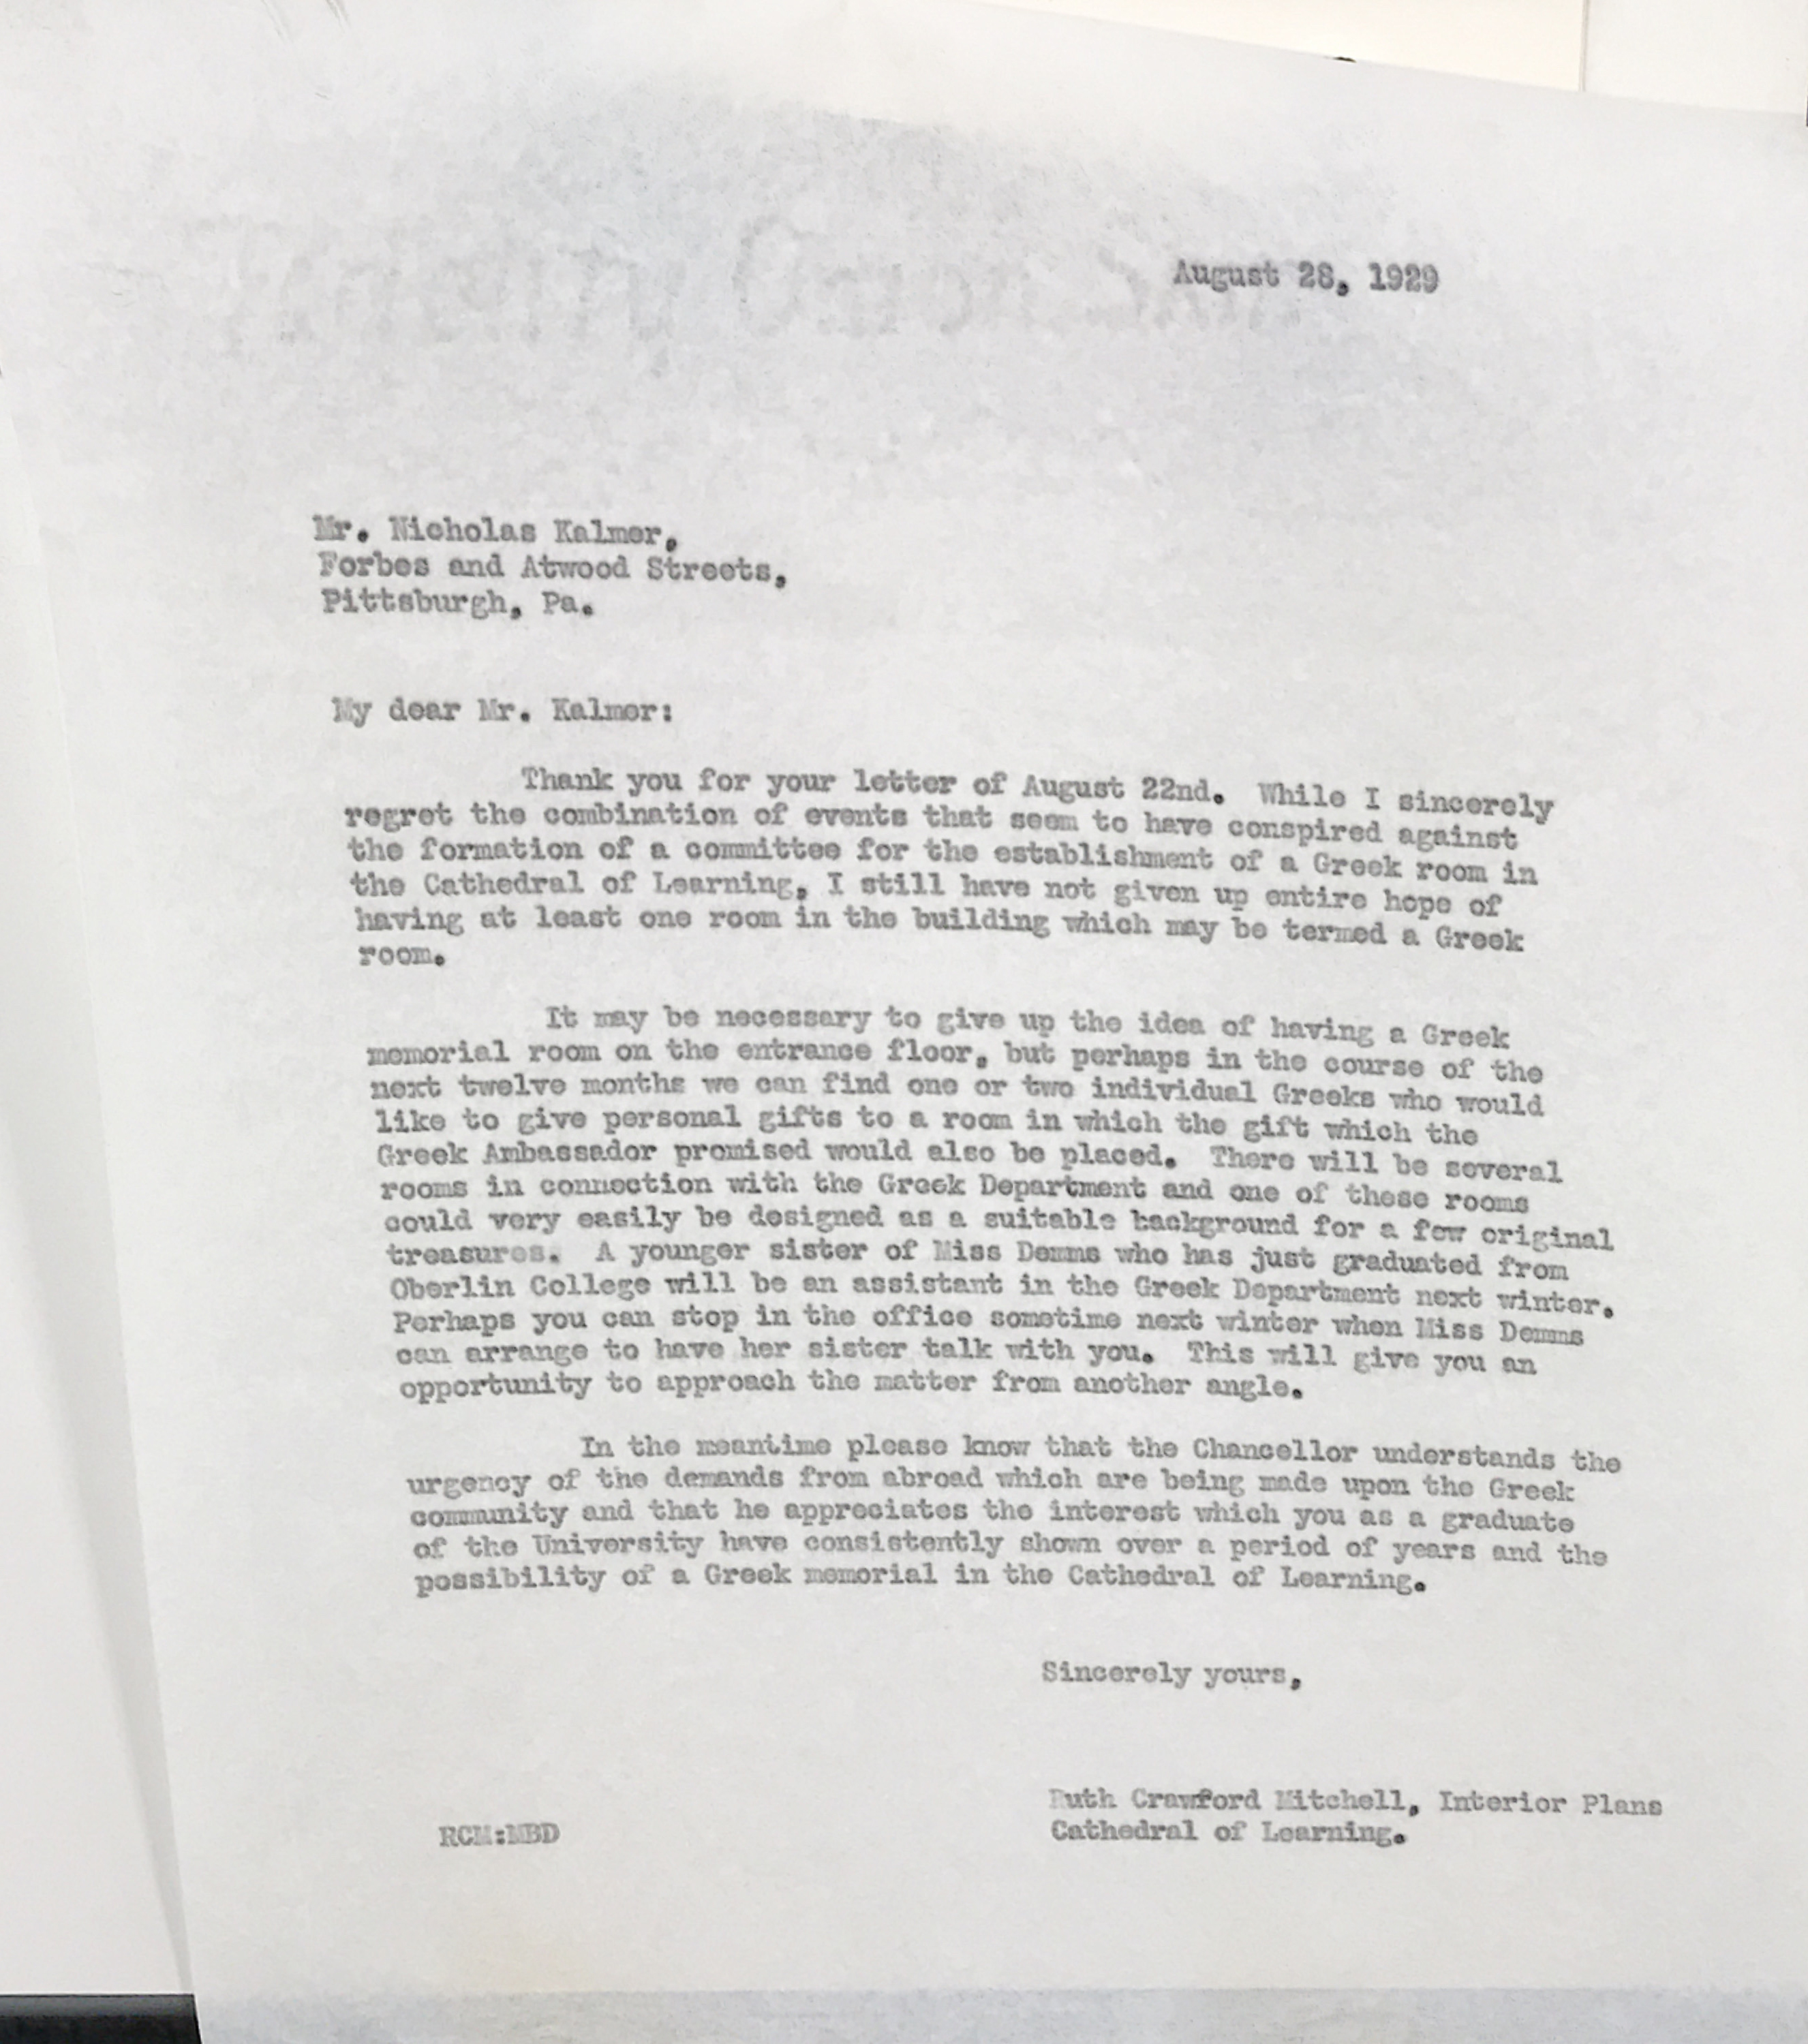 August 28, 1929
Mr. Nicholas Kalmer,
Forbes and Atwood Streets,
Pittsburgh, Pa.
My dear Mr. Kalmer:
Thank you for your letter of August 22nd. While I sincerely
regret the combination of events that seem to have conspired against
the formation of a committee for the establishment of a Greek room in
the Cathedral of Learning, I still have not given up entire hope of
having at least one room in the building which may be termed a Greek
room.
It may be necessary to give up the idea of having a Greek
memorial room on the entrance floor, but perhaps in the course of the
next twelve months we can find one or two individual Greeks who would
like to give personal gifts to a room in which the gift which the
Greek Ambassador promised would also be placed. There will be several
rooms in connection with the Greek Department and one of these rooms
could very easily be designed as a suitable background for a few original
treasures. A younger sister of Miss Demms who has just graduated from
Oberlin College will be an assistant in the Greek Department next winter.
Perhaps you can stop in the office sometime next winter when Miss Demms
can arrange to have her sister talk with you. This will give you an
opportunity to approach the matter from another angle.
In the meantime please know that the Chancellor understands the
urgency of the demands from abroad which are being made upon the Greek
community and that he appreciates the interest which you as a graduate
of the University have consistently shown over a period of years and the
possibility of a Greek memorial in the Cathedral of Learning.
Sincerely yours,
Ruth Crawford Mitchell, Interior Plans
Cathedral of Learning.
RCM:MBD